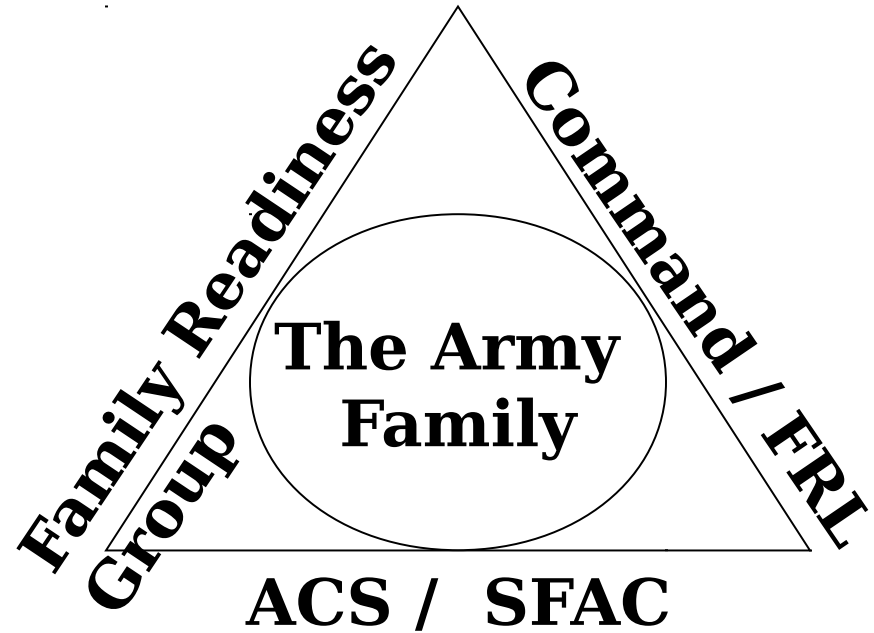 Family Readiness
Group
Command / FRL
The Army
Family
ACS / SFAC